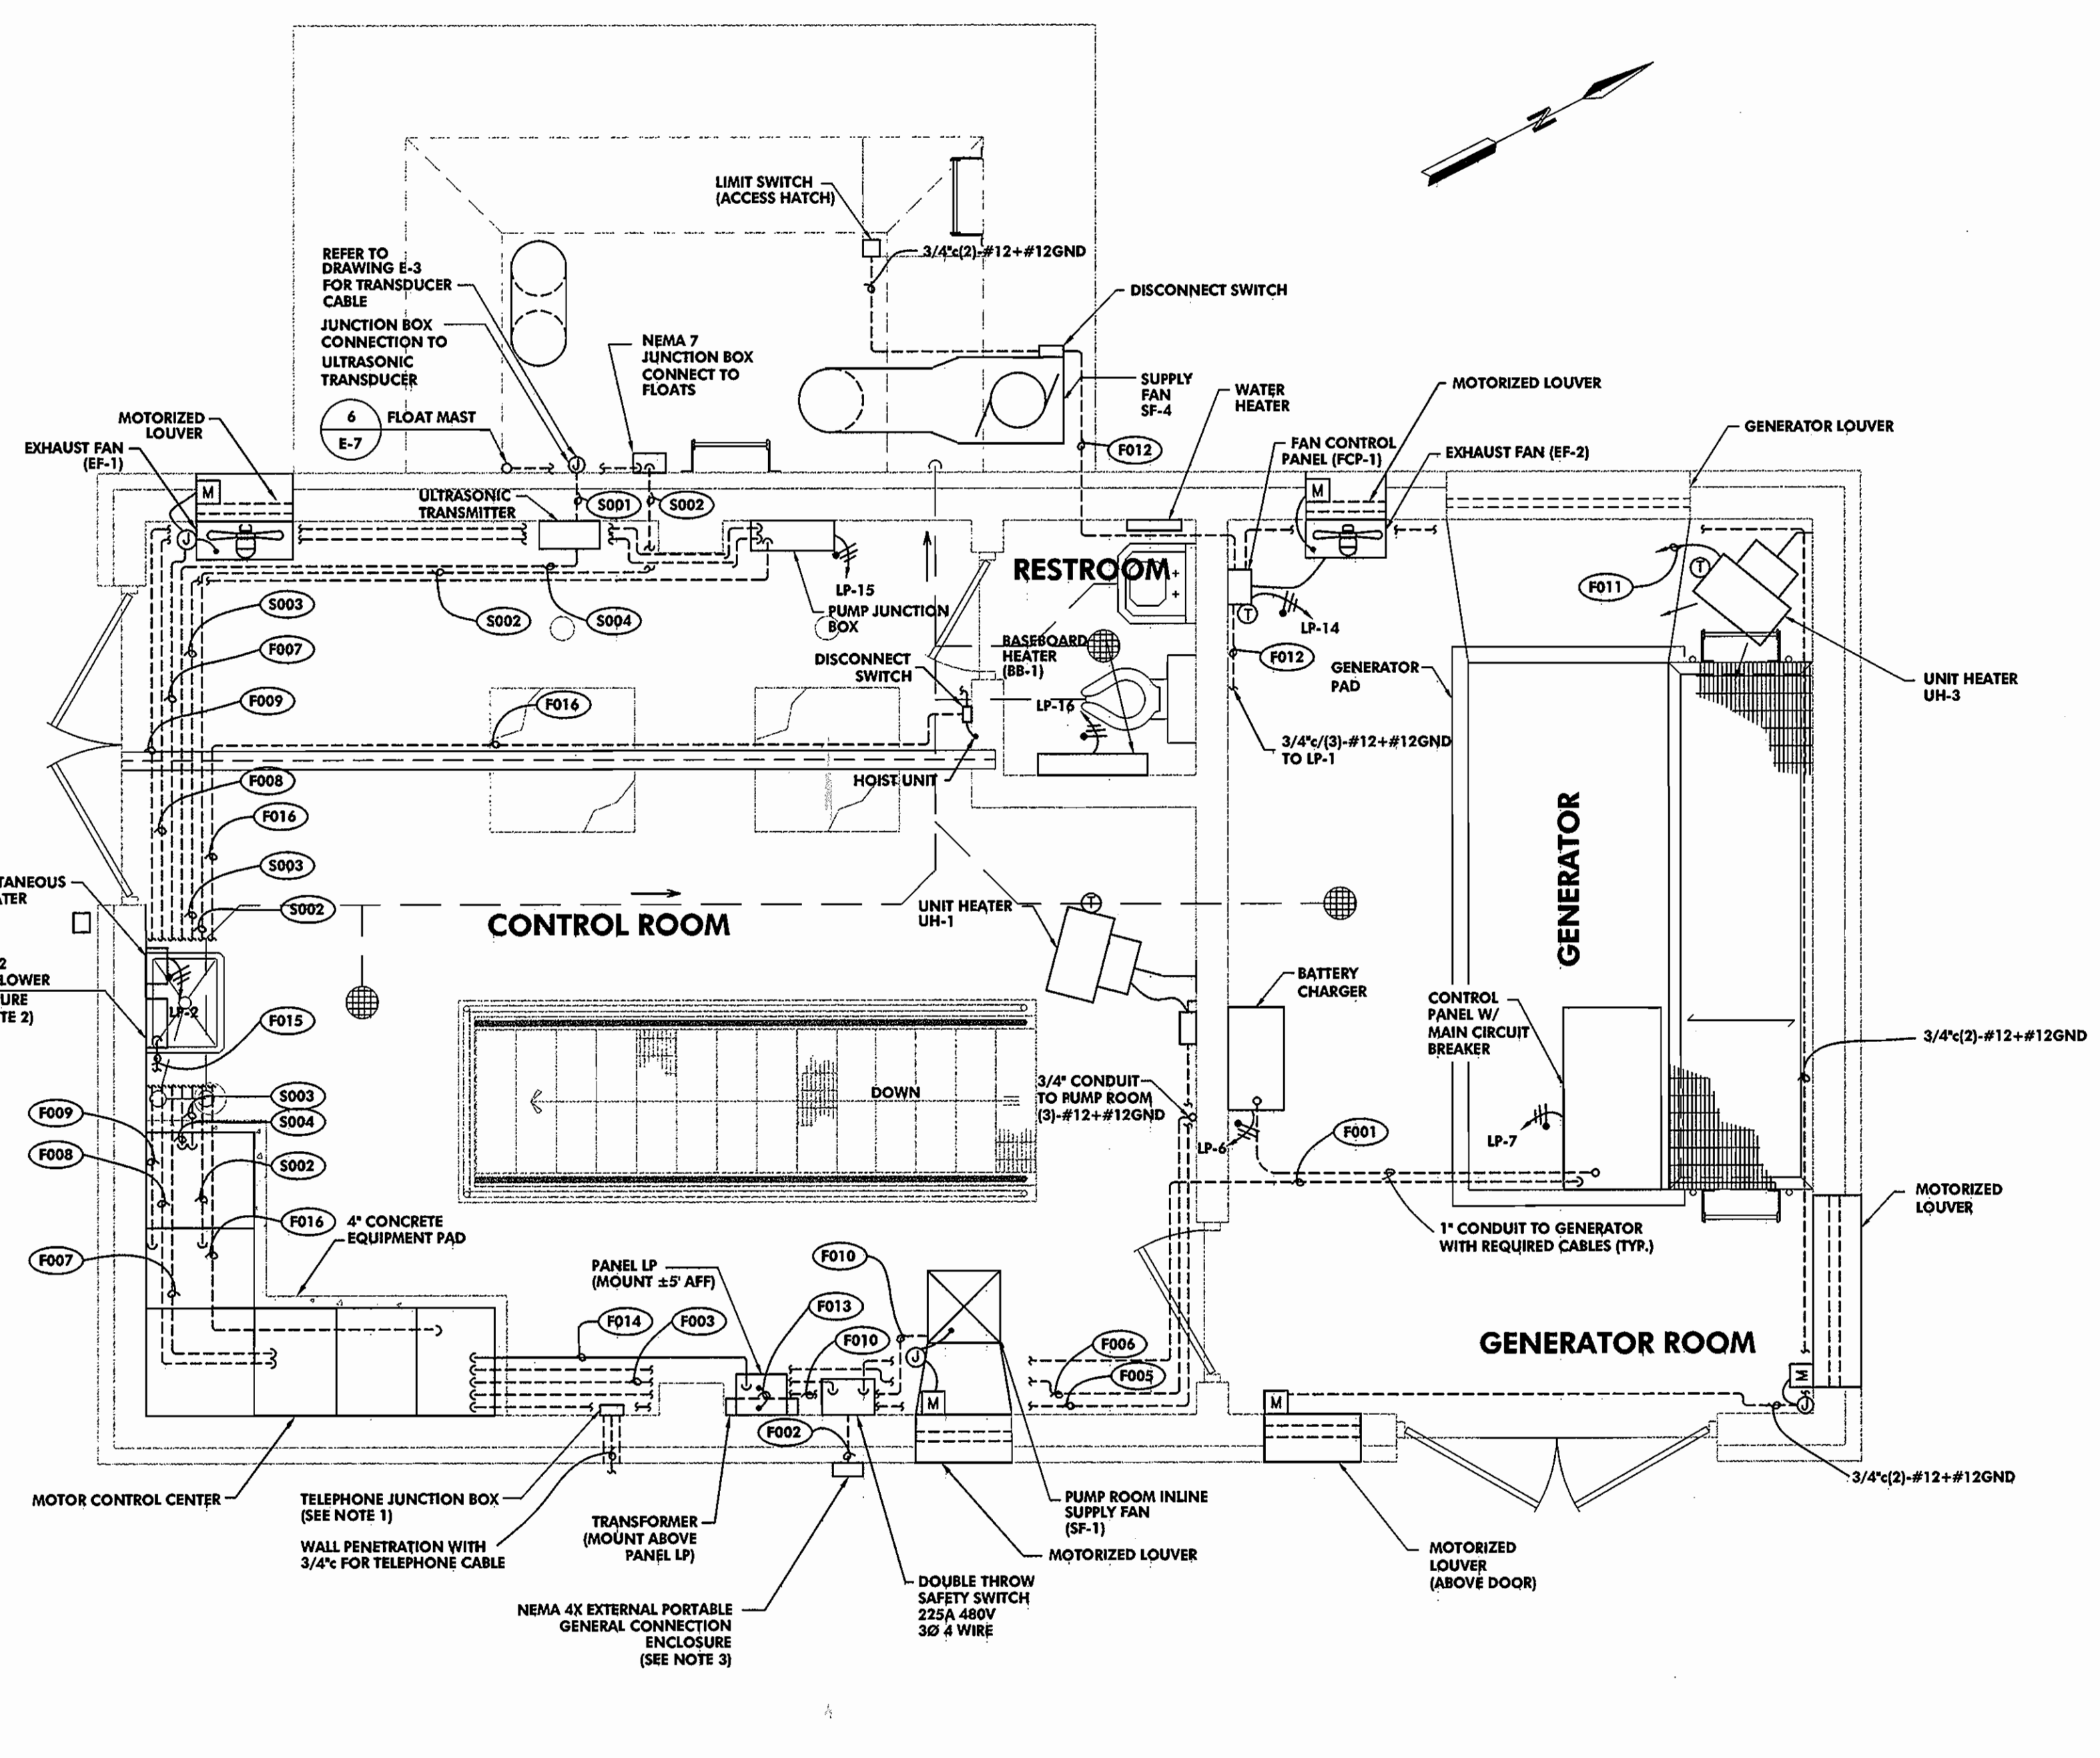 N
LIMIT SWITCH
(ACCESS HATCH)
3/4"c(2)-#12+#12GND
REFER TO
DRAWING E-3
FOR TRANSDUCER
CABLE
JUNCTION BOX
CONNECTION TO
ULTRASONIC
TRANSDUCER
6
E-7
FLOAT MAST
NEMA 7
JUNCTION BOX
CONNECT TO
FLOATS
DISCONNECT SWITCH
SUPPLY
FAN
SF-4
WATER
HEATER
MOTORIZED LOUVER
GENERATOR LOUVER
MOTORIZED
LOUVER
EXHAUST FAN
(EF-1)
F012
FAN CONTROL
PANEL (FCP-1)
EXHAUST FAN (EF-2)
M
M
ULTRASONIC
TRANSMITTER
S001
S002
J
J
RESTROOM
LP-15
PUMP JUNCTION
BOX
S003
S002
S004
F007
T
LP-14
F011
T
BASEBOARD
HEATER
(BB-1)
DISCONNECT
SWITCH
F012
GENERATOR
PAD
UNIT HEATER
UH-3
F009
F016
LP-16
3/4"c/(3)-#12+#12GND
TO LP-1
HOIST UNIT
F008
F016
S003
GENERATOR
TANEOUS
TER
S002
CONTROL ROOM
UNIT HEATER
UH-1
T
2
LOWER
URE
TE 2)
LP-2
F015
BATTERY
CHARGER
CONTROL
PANEL W/
MAIN CIRCUIT
BREAKER
3/4"c(2)-#12+#12GND
DOWN
3/4" CONDUIT
TO PUMP ROOM
(3)-#12+#12GND
S003
F009
S004
F008
S002
LP-6
F001
LP-7
MOTORIZED
LOUVER
F016
4" CONCRETE
EQUIPMENT PAD
1" CONDUIT TO GENERATOR
WITH REQUIRED CABLES (TYP.)
F007
PANEL LP
(MOUNT ±5' AFF)
F010
F013
F014
F003
F010
F006
F005
GENERATOR ROOM
J
M
M
M
J
F002
3/4"c(2)-#12+#12GND
MOTOR CONTROL CENTER
TELEPHONE JUNCTION BOX
(SEE NOTE 1)
WALL PENETRATION WITH
3/4"c FOR TELEPHONE CABLE
TRANSFORMER
(MOUNT ABOVE
PANEL LP)
PUMP ROOM INLINE
SUPPLY FAN
(SF-1)
MOTORIZED LOUVER
MOTORIZED
LOUVER
(ABOVE DOOR)
DOUBLE THROW
SAFETY SWITCH
225A 480V
3Ø 4 WIRE
NEMA 4X EXTERNAL PORTABLE
GENERAL CONNECTION
ENCLOSURE
(SEE NOTE 3)